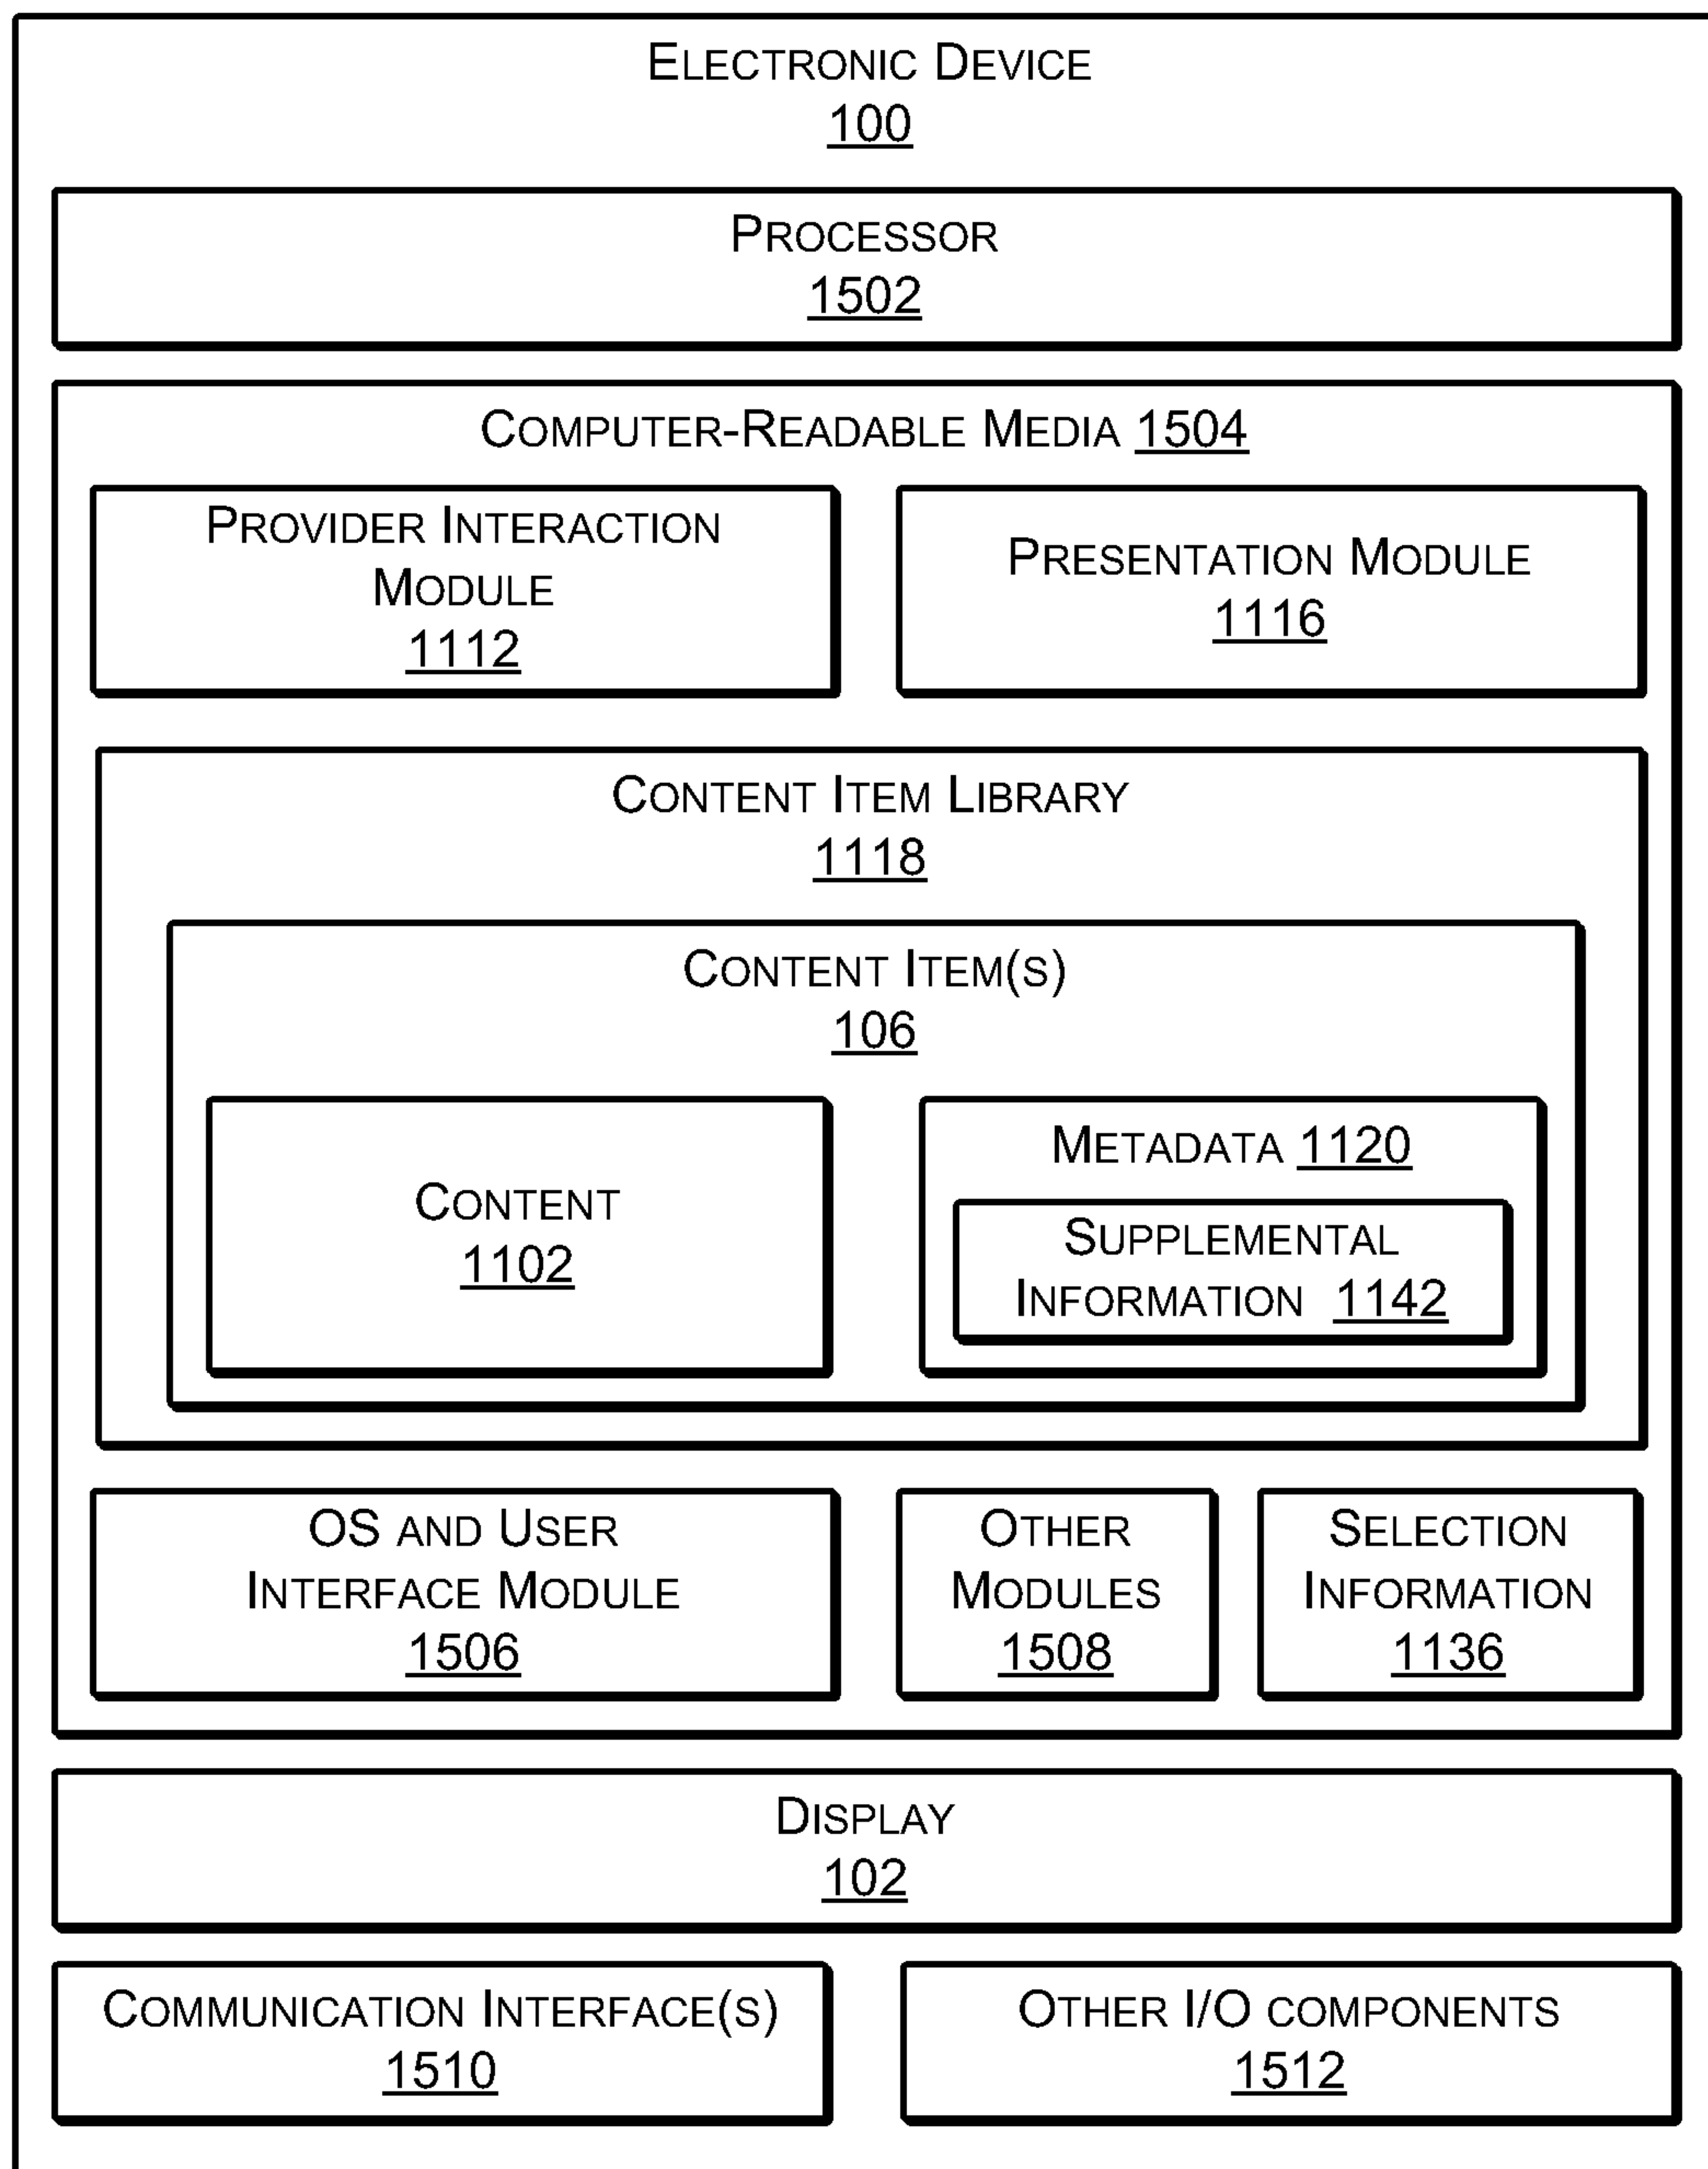 ELECTRONIC DEVICE
100
PROCESSOR
1502
COMPUTER-READABLE MEDIA 1504
PROVIDER INTERACTION
MODULE
1112
PRESENTATION MODULE
1116
CONTENT ITEM LIBRARY
1118
CONTENT ITEM(S)
106
CONTENT
1102
METADATA 1120
SUPPLEMENTAL
INFORMATION 1142
OS AND USER
INTERFACE MODULE
1506
OTHER
MODULES
1508
SELECTION
INFORMATION
1136
DISPLAY
102
COMMUNICATION INTERFACE(S)
1510
OTHER I/O COMPONENTS
1512